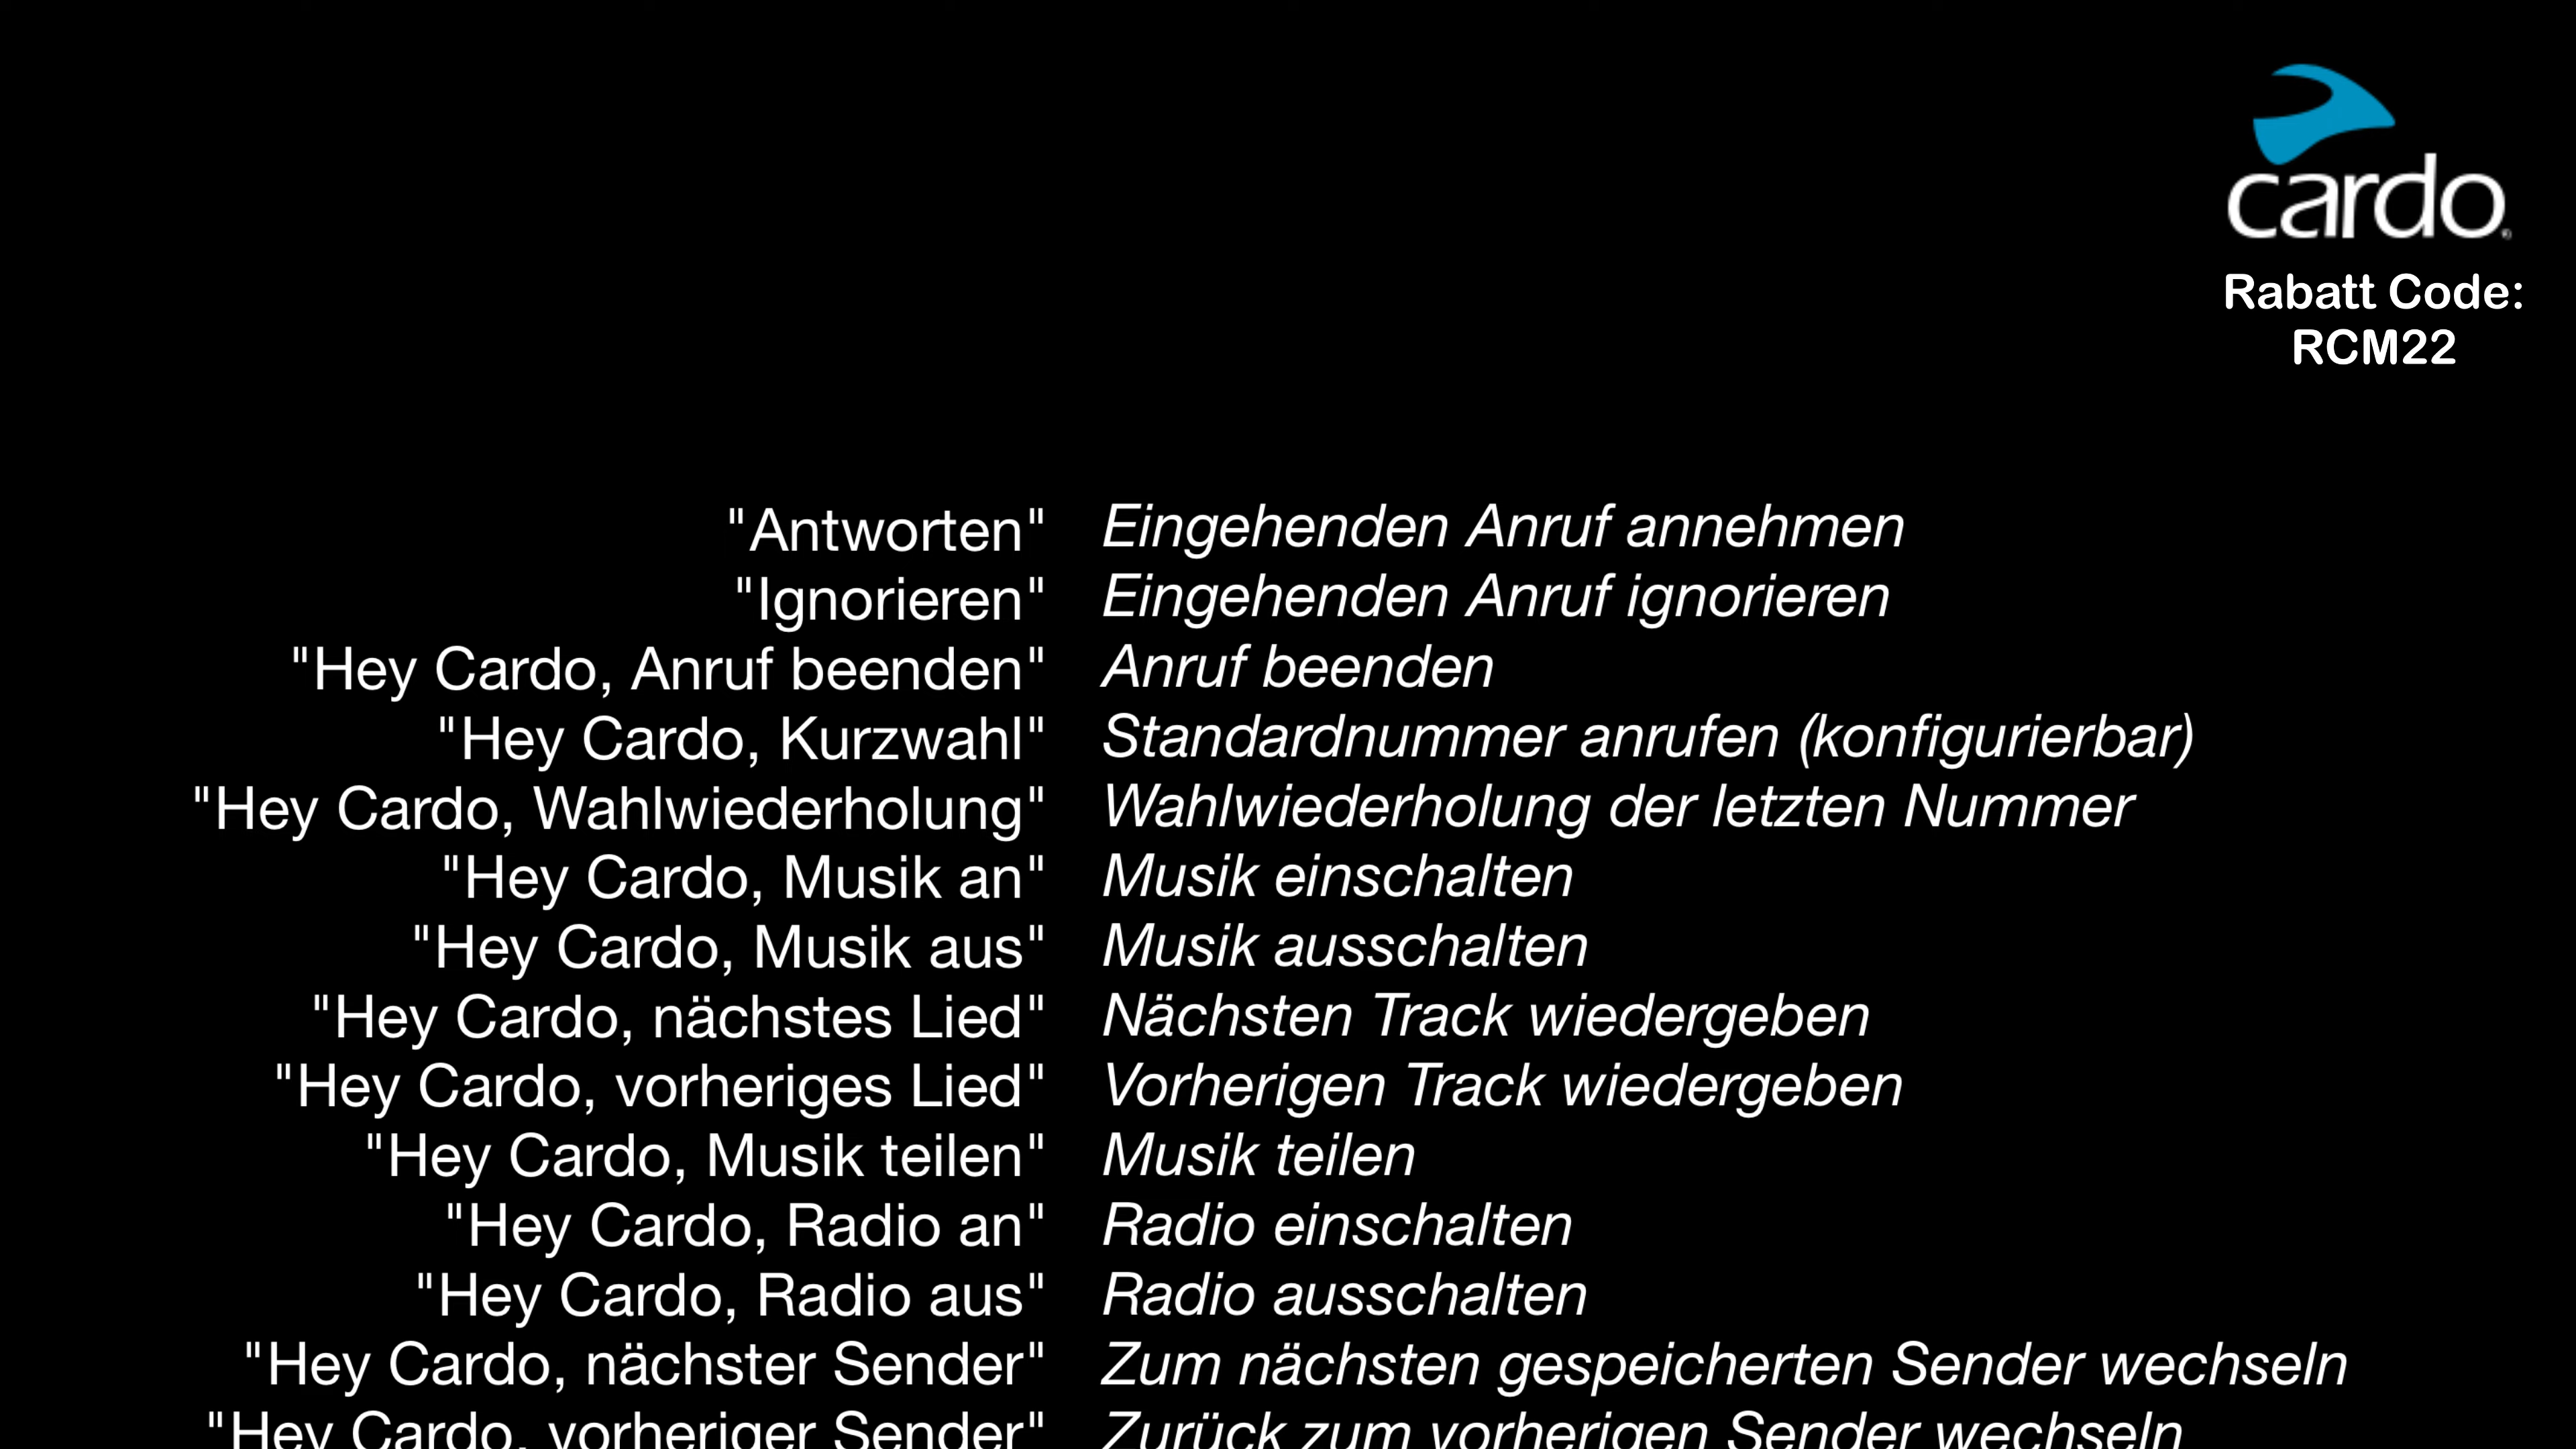 cardo
Rabatt Code:
RCM22
"Antworten" Eingehenden Anruf annehmen
"Ignorieren" Eingehenden Anruf ignorieren
"Hey Cardo, Anruf beenden" Anruf beenden
"Hey Cardo, Kurzwahl" Standardnummer anrufen (konfigurierbar)
"Hey Cardo, Wahlwiederholung" Wahlwiederholung der letzten Nummer
"Hey Cardo, Musik an" Musik einschalten
"Hey Cardo, Musik aus" Musik ausschalten
"Hey Cardo, nächstes Lied" Nächsten Track wiedergeben
"Hey Cardo, vorheriges Lied" Vorherigen Track wiedergeben
"Hey Cardo, Musik teilen" Musik teilen
"Hey Cardo, Radio an" Radio einschalten
"Hey Cardo, Radio aus" Radio ausschalten
"Hey Cardo, nächster Sender" Zum nächsten gespeicherten Sender wechseln
"Hey Cardo, vorheriger Sender" Zurück zum vorherigen Sender wechseln